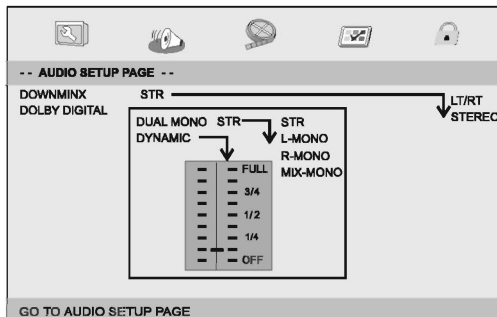 -- AUDIO SETUP PAGE --
DOWNMINX STR LT/RT
DOLBY DIGITAL STEREO
DUAL MONO STR STR
DYNAMIC L-MONO
R-MONO
MIX-MONO
FULL
3/4
1/2
1/4
OFF
GO TO AUDIO SETUP PAGE